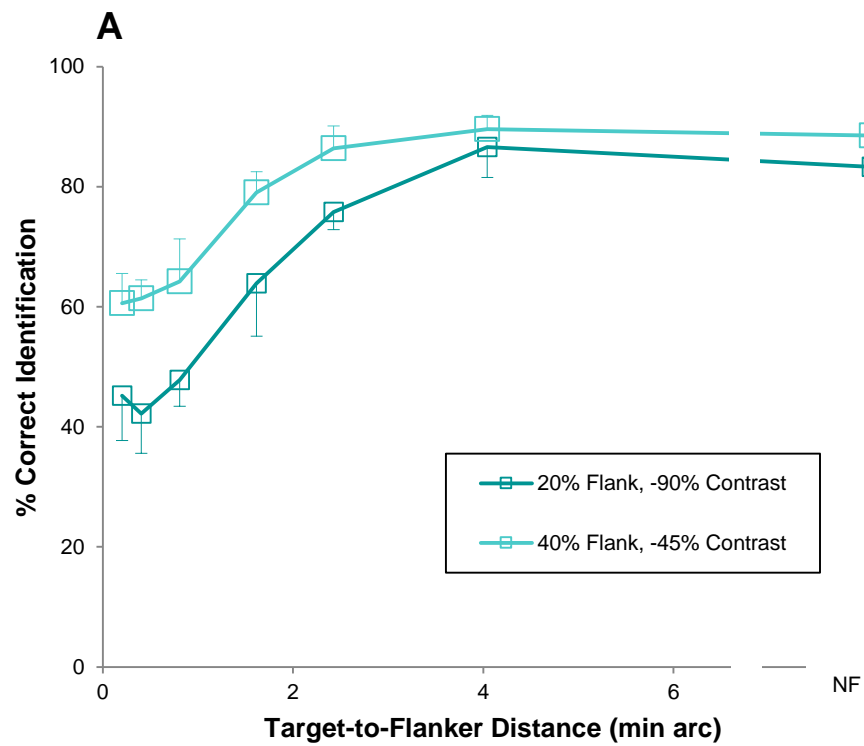 A
100
80
60
40
20
0
% Correct Identification
20% Flank, -90% Contrast
40% Flank, -45% Contrast
0 2 4 6 NF
Target-to-Flanker Distance (min arc)